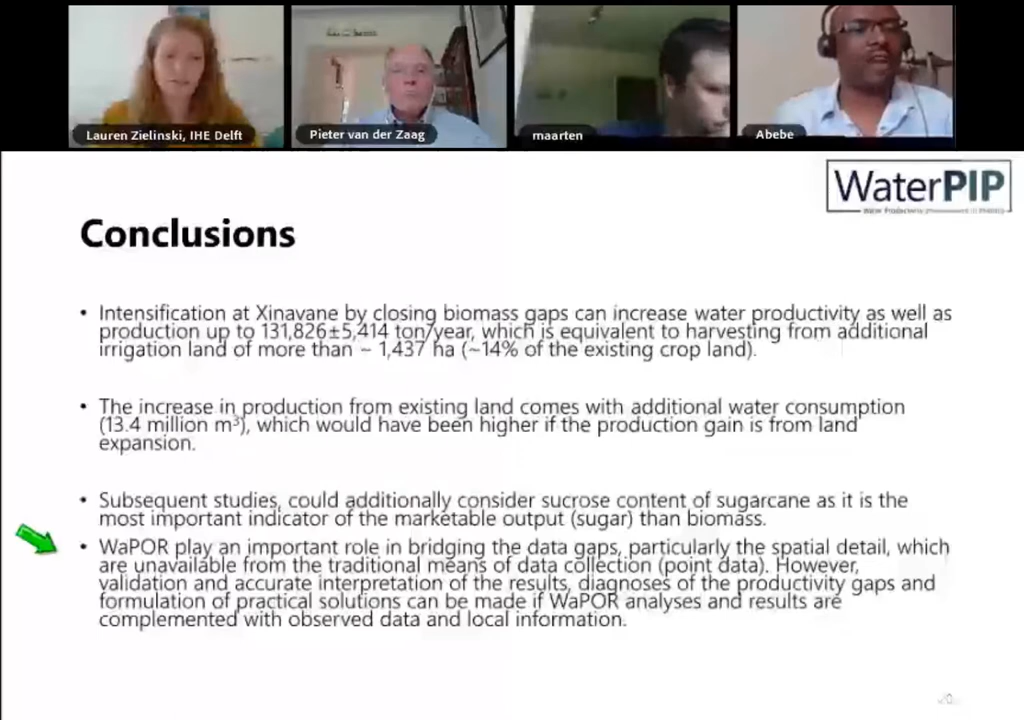 Lauren Zielinski, IHE Delft
Pieter van der Zaag
maarten
Abebe
WaterPIP
Conclusions
• Intensification at Xinavane by closing biomass gaps can increase water productivity as well as
production up to 131,826±5,414 ton/year, which is equivalent to harvesting from additional
irrigation land of more than ~ 1,437 ha (~14% of the existing crop land).
• The increase in production from existing land comes with additional water consumption
(13.4 million m³), which would have been higher if the production gain is from land
expansion.
• Subsequent studies, could additionally consider sucrose content of sugarcane as it is the
most important indicator of the marketable output (sugar) than biomass.
• WaPOR play an important role in bridging the data gaps, particularly the spatial detail, which
are unavailable from the traditional means of data collection (point data). However,
validation and accurate interpretation of the results, diagnoses of the productivity gaps and
formulation of practical solutions can be made if WaPOR analyses and results are
complemented with observed data and local information.